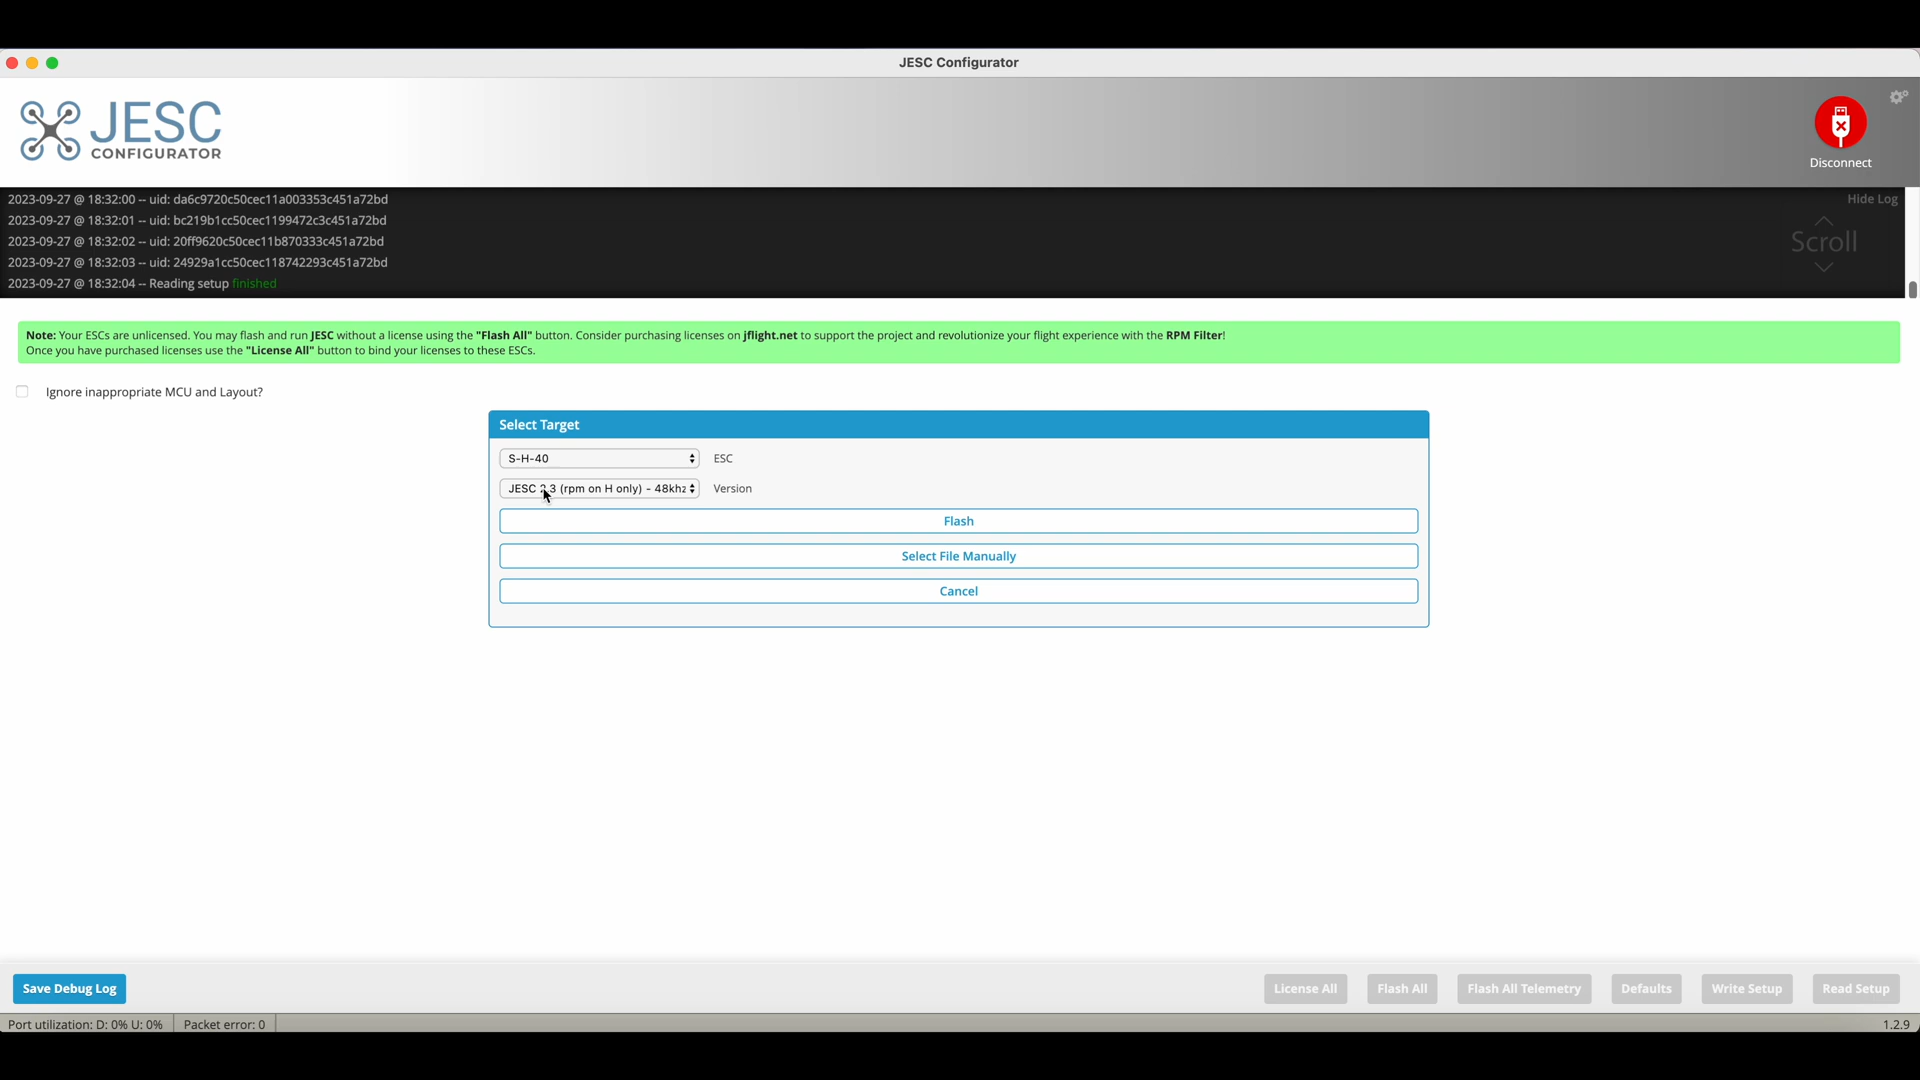 JESC Configurator
JESC
CONFIGURATOR
Disconnect
2023-09-27 @ 18:32:00 -- uid: da6c9720c50cec11a003353c451a72bd
Hide Log
2023-09-27 @ 18:32:01 -- uid: bc219b1cc50cec1199472c3c451a72bd
2023-09-27 @ 18:32:02 -- uid: 20ff9620c50cec11b870333c451a72bd
Scroll
2023-09-27 @ 18:32:03 -- uid: 24929a1cc50cec118742293c451a72bd
2023-09-27 @ 18:32:04 -- Reading setup finished
Note: Your ESCs are unlicensed. You may flash and run JESC without a license using the "Flash All" button. Consider purchasing licenses on jflight.net to support the project and revolutionize your flight experience with the RPM Filter!
Once you have purchased licenses use the "License All" button to bind your licenses to these ESCs.
Ignore inappropriate MCU and Layout?
Select Target
S-H-40 ESC
JESC 2.3 (rpm on H only) - 48khz Version
Flash
Select File Manually
Cancel
Save Debug Log
License All
Flash All
Flash All Telemetry
Defaults
Write Setup
Read Setup
Port utilization: D: 0% U: 0%
Packet error: 0
1.2.9